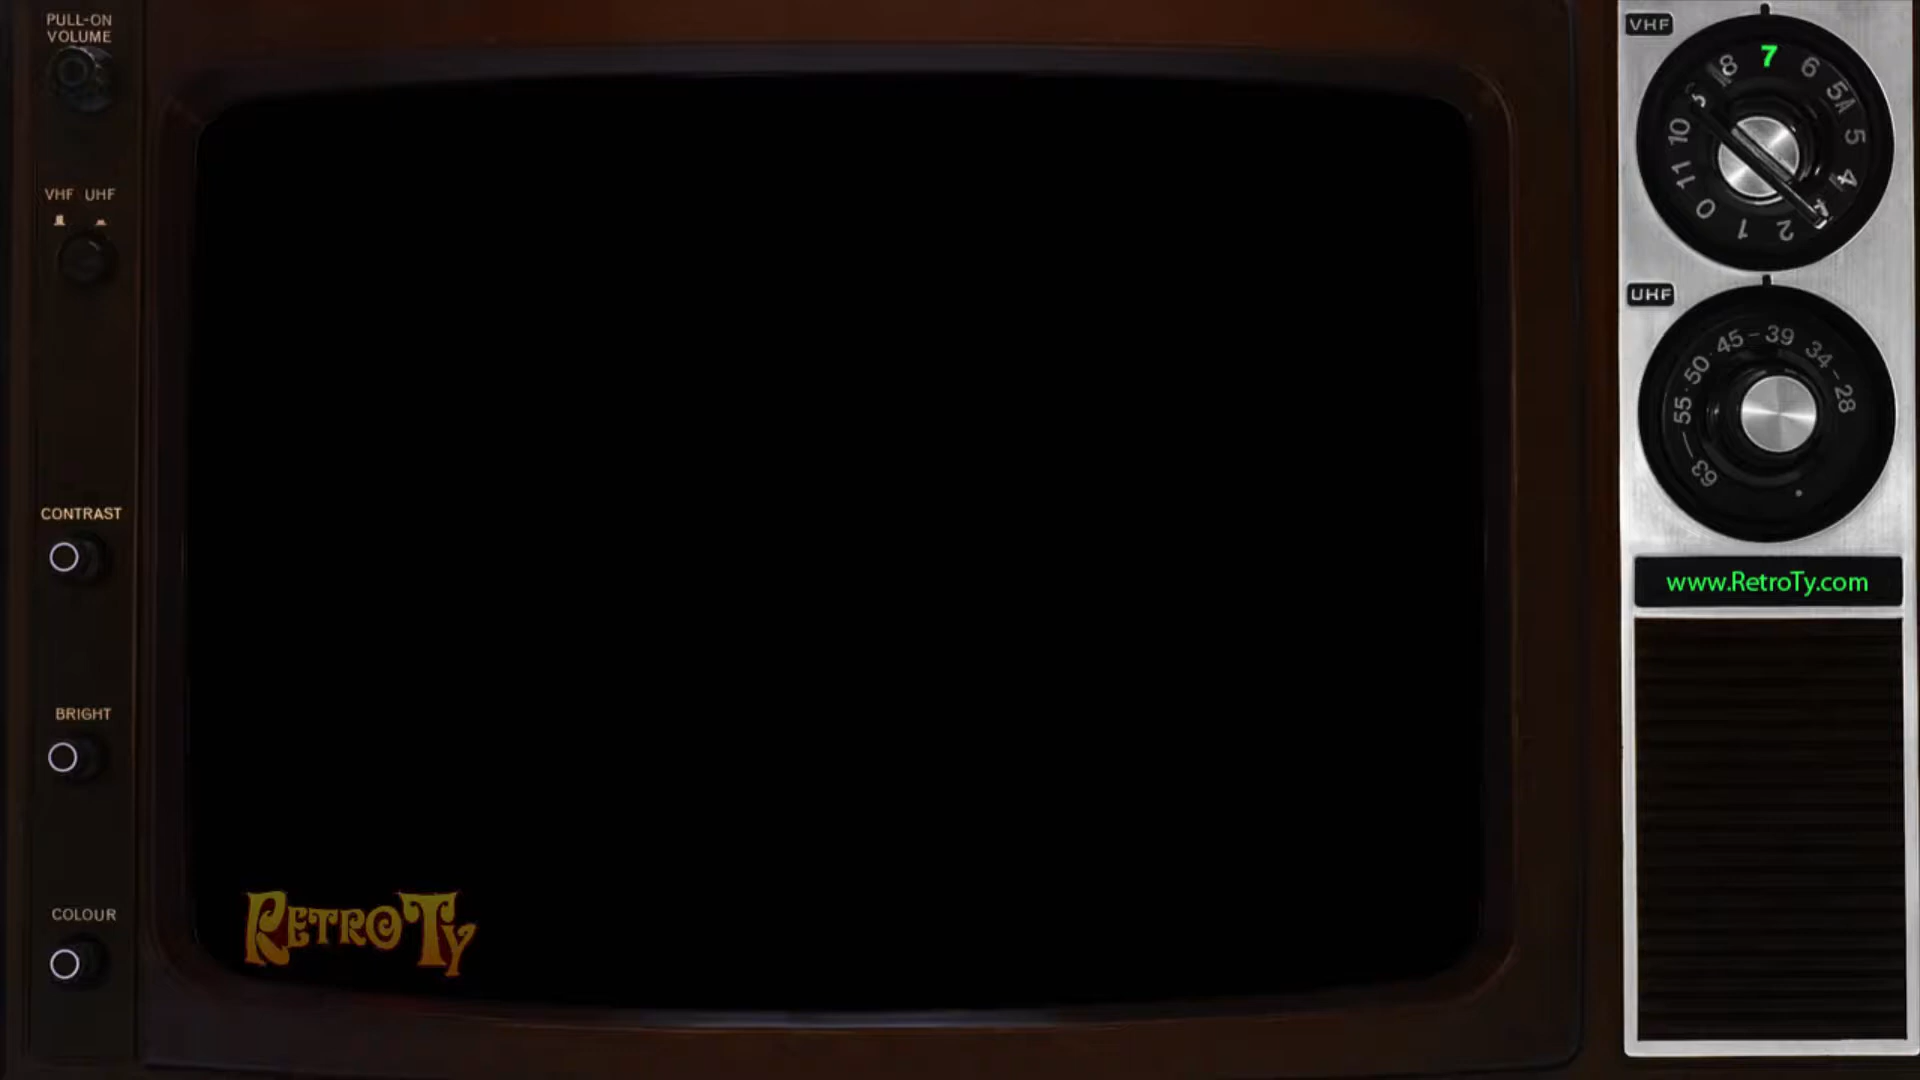 PULL-ON
VOLUME
VHF UHF
CONTRAST
BRIGHT
COLOUR
RETROTY
VHF
7
6
5A
5
4
2
1
0
11
10
8
UHF
63 55 50 45 39 34 28
www.RetroTy.com